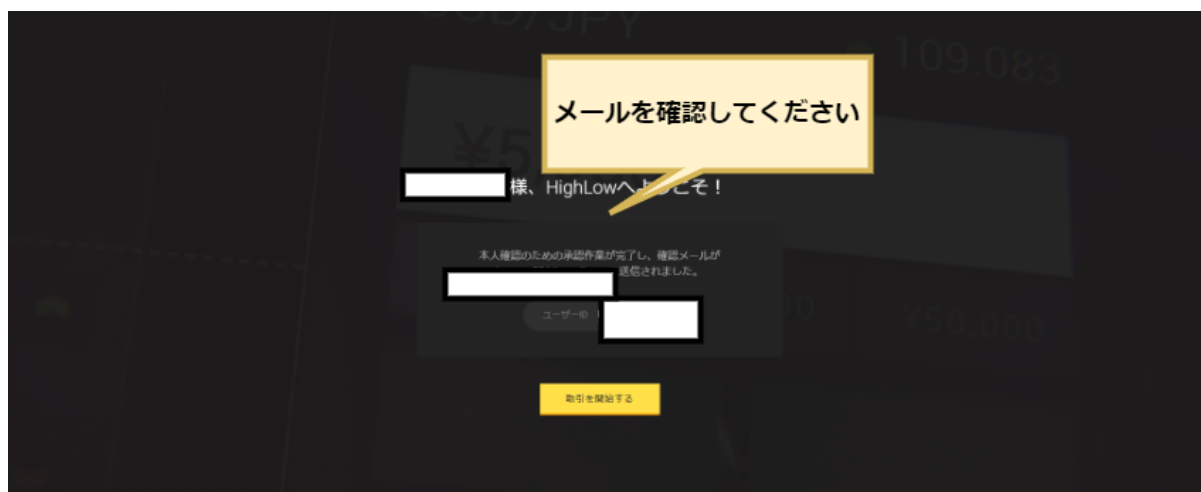 USD/JPY
109.083
メールを確認してください
様、HighLowへようこそ！
本人確認のための承認作業が完了し、確認メールが
送信されました。
ユーザーID
¥50,000
取引を開始する